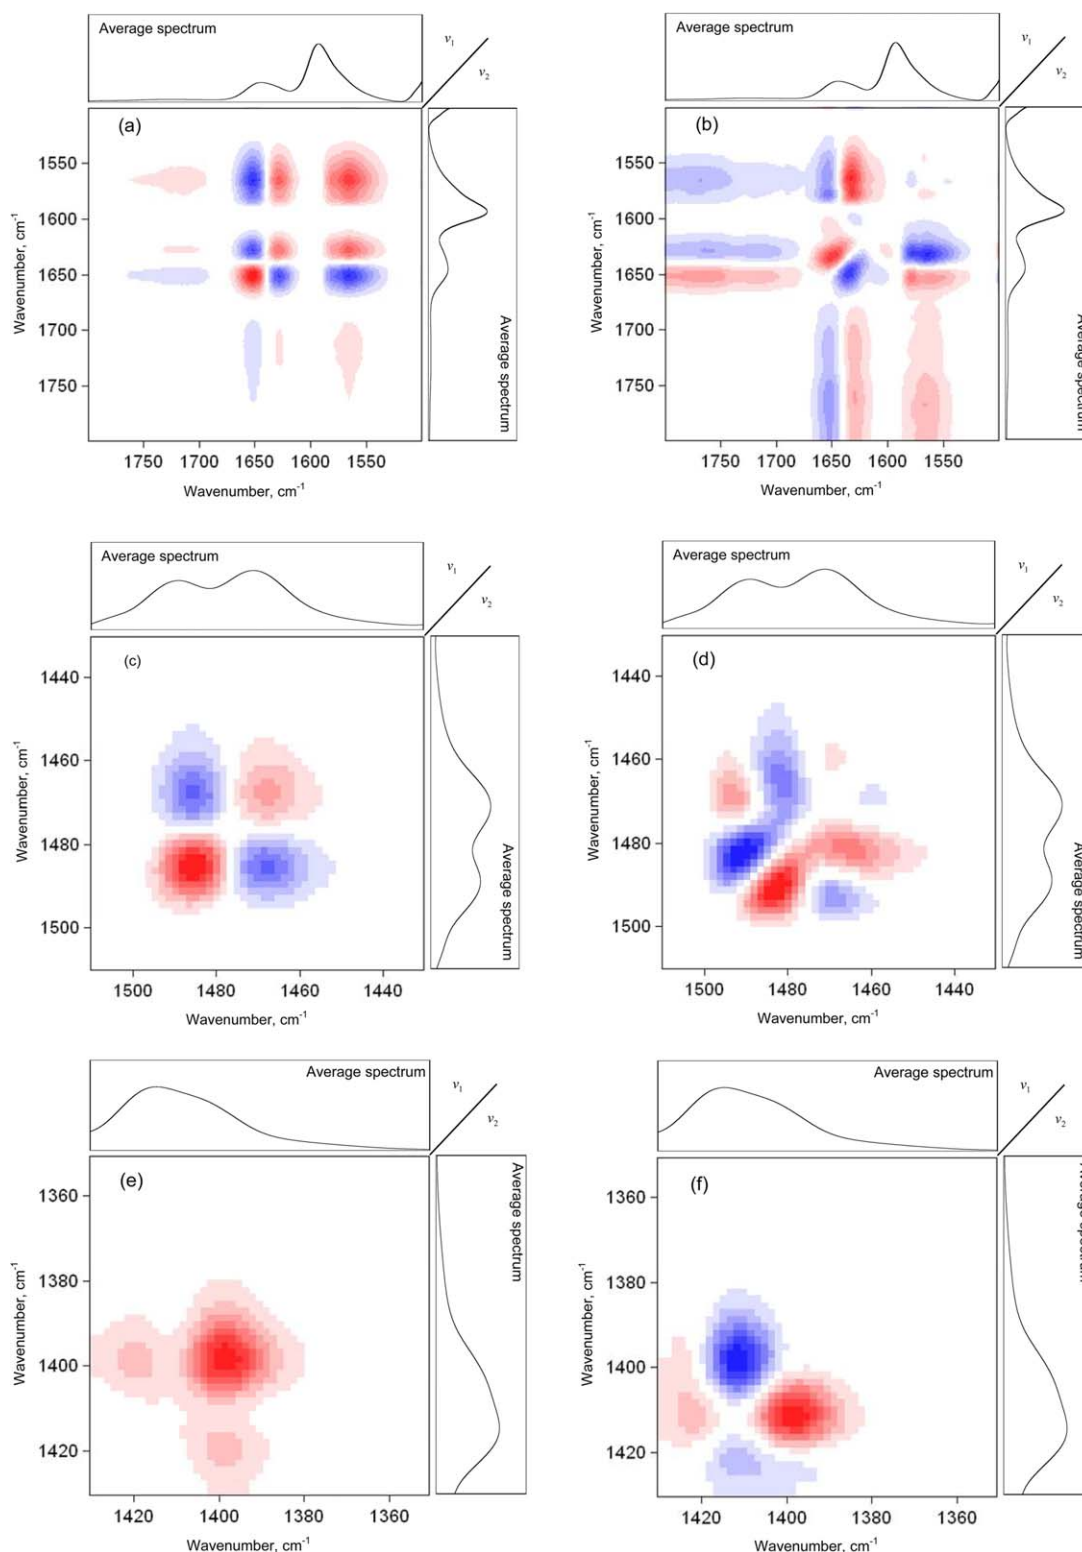 Average spectrum
ν1
ν2
(a)
1550
1600
1650
1700
1750
Wavenumber, cm-1
Average spectrum
1750 1700 1650 1600 1550
Wavenumber, cm-1
Average spectrum
ν1
ν2
(b)
1550
1600
1650
1700
1750
Wavenumber, cm-1
Average spectrum
1750 1700 1650 1600 1550
Wavenumber, cm-1
Average spectrum
ν1
ν2
(c)
1440
1460
1480
1500
Wavenumber, cm-1
Average spectrum
1500 1480 1460 1440
Wavenumber, cm-1
Average spectrum
ν1
ν2
(d)
1440
1460
1480
1500
Wavenumber, cm-1
Average spectrum
1500 1480 1460 1440
Wavenumber, cm-1
Average spectrum
ν1
ν2
(e)
1360
1380
1400
1420
Wavenumber, cm-1
Average spectrum
1420 1400 1380 1360
Wavenumber, cm-1
Average spectrum
ν1
ν2
(f)
1360
1380
1400
1420
Wavenumber, cm-1
Average spectrum
1420 1400 1380 1360
Wavenumber, cm-1